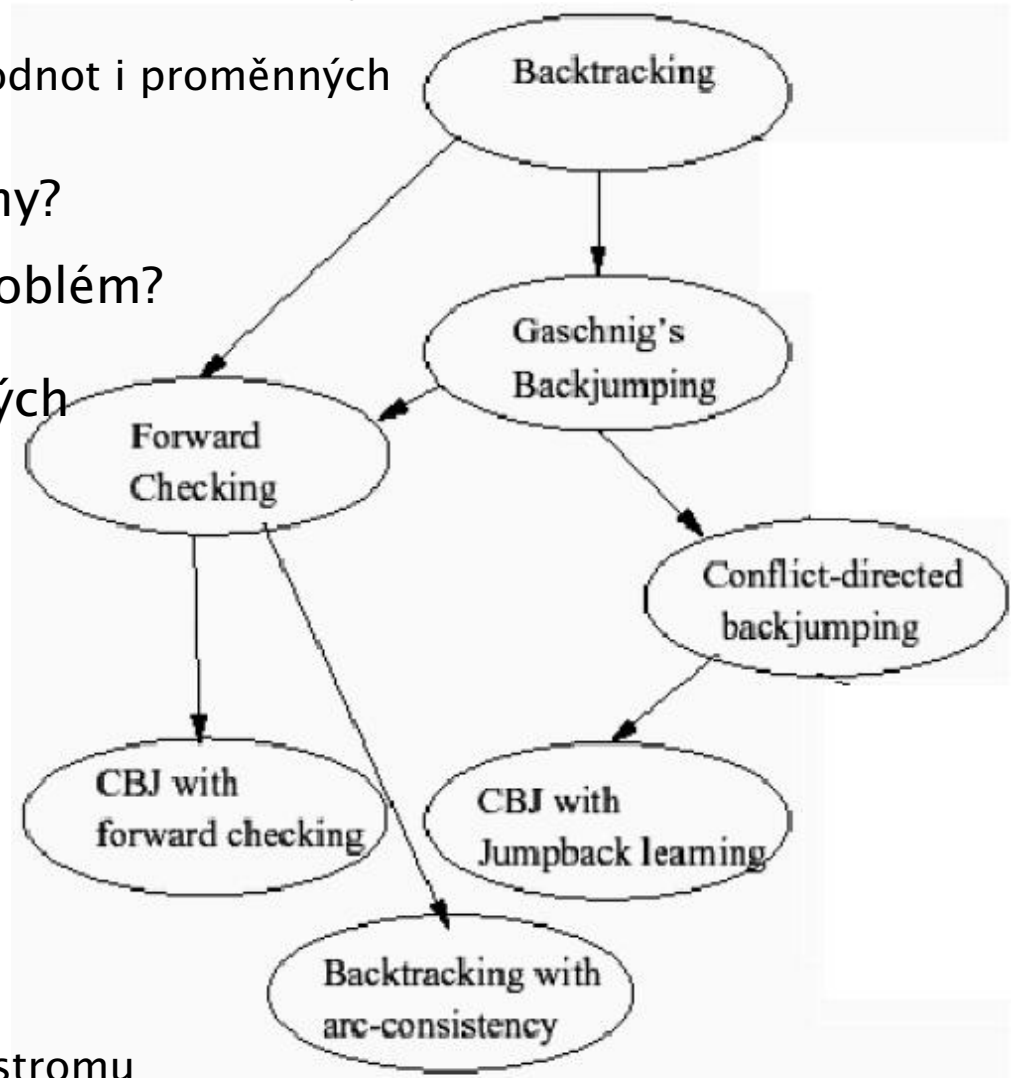 Backtracking
odnot i proměnných
ny?
oblém?
Gaschnig's
Backjumping
ých
Forward
Checking
Conflict-directed
backjumping
CBJ with
forward checking
CBJ with
Jumpback learning
Backtracking with
arc-consistency
stromu